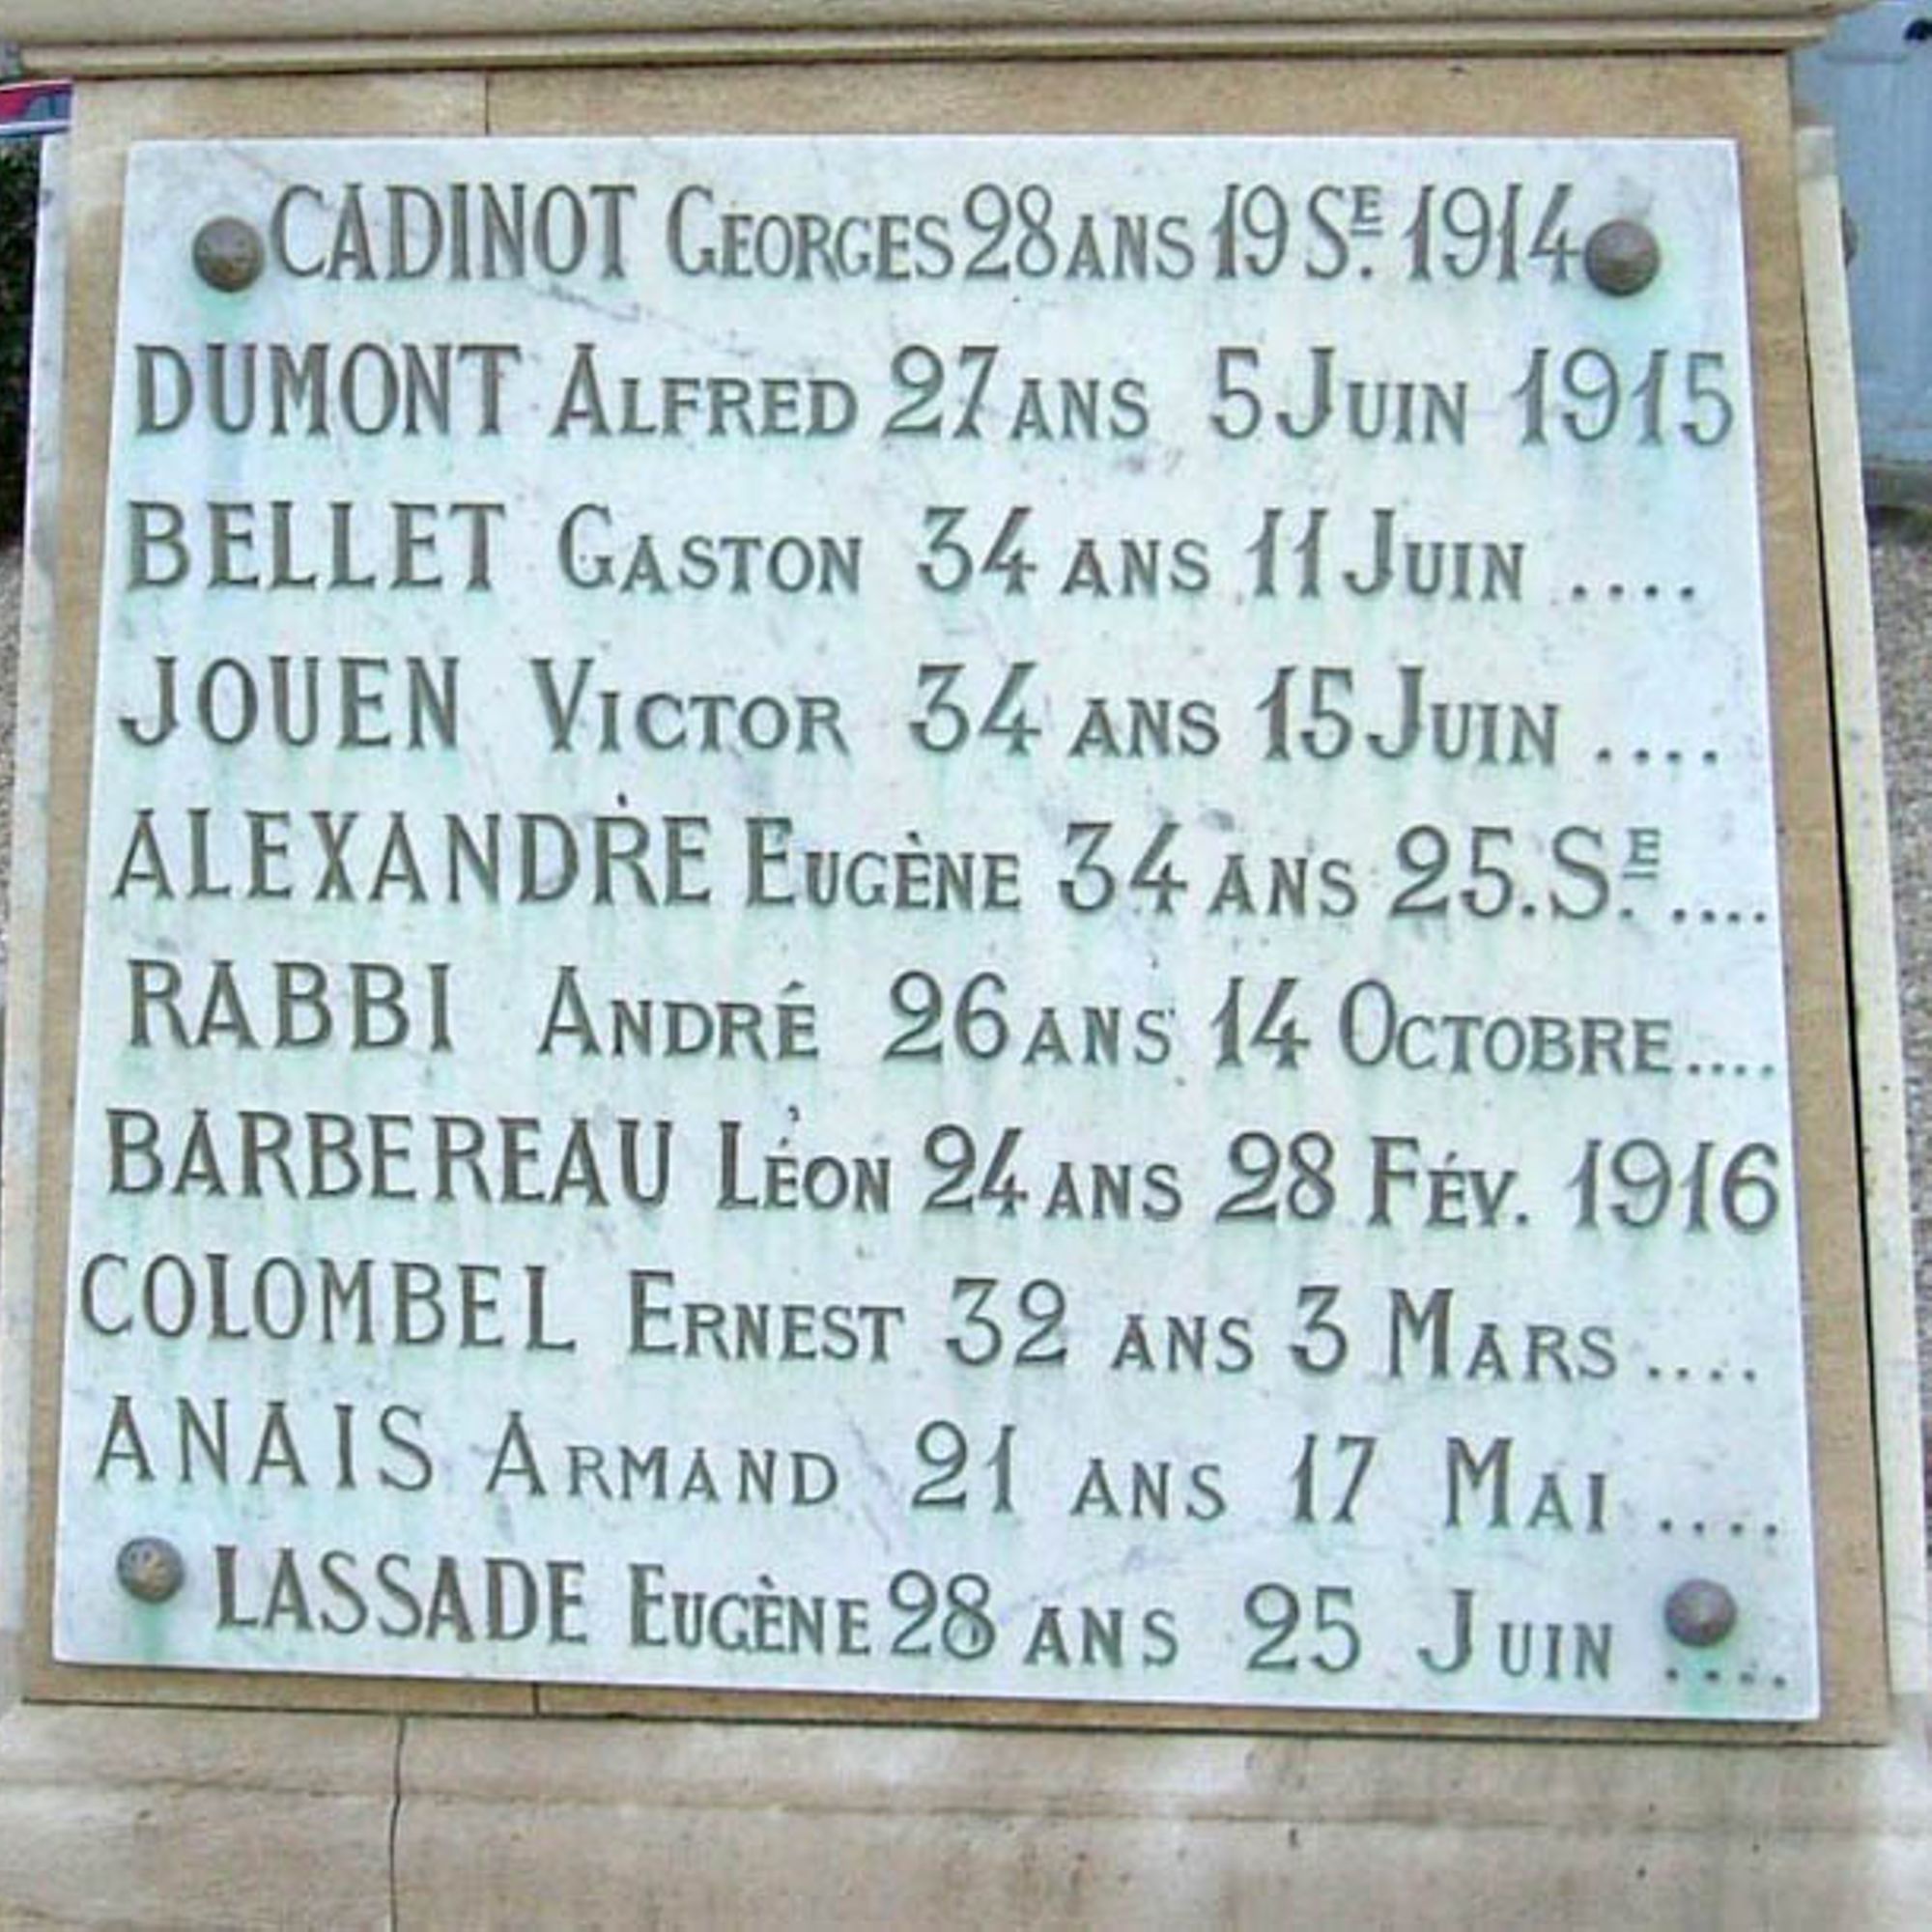 CADINOT GEORGES 28 ANS 19 SE. 1914
DUMONT ALFRED 27 ANS 5 JUIN 1915
BELLET GASTON 34 ANS 11 JUIN ....
JOUEN VICTOR 34 ANS 15 JUIN ....
ALEXANDRE EUGÈNE 34 ANS 25. SE. ....
RABBI ANDRÉ 26 ANS 14 OCTOBRE ....
BARBEREAU LÉON 24 ANS 28 FÉV. 1916
COLOMBEL ERNEST 32 ANS 3 MARS ....
ANAIS ARMAND 21 ANS 17 MAI ....
LASSADE EUGÈNE 28 ANS 25 JUIN ....